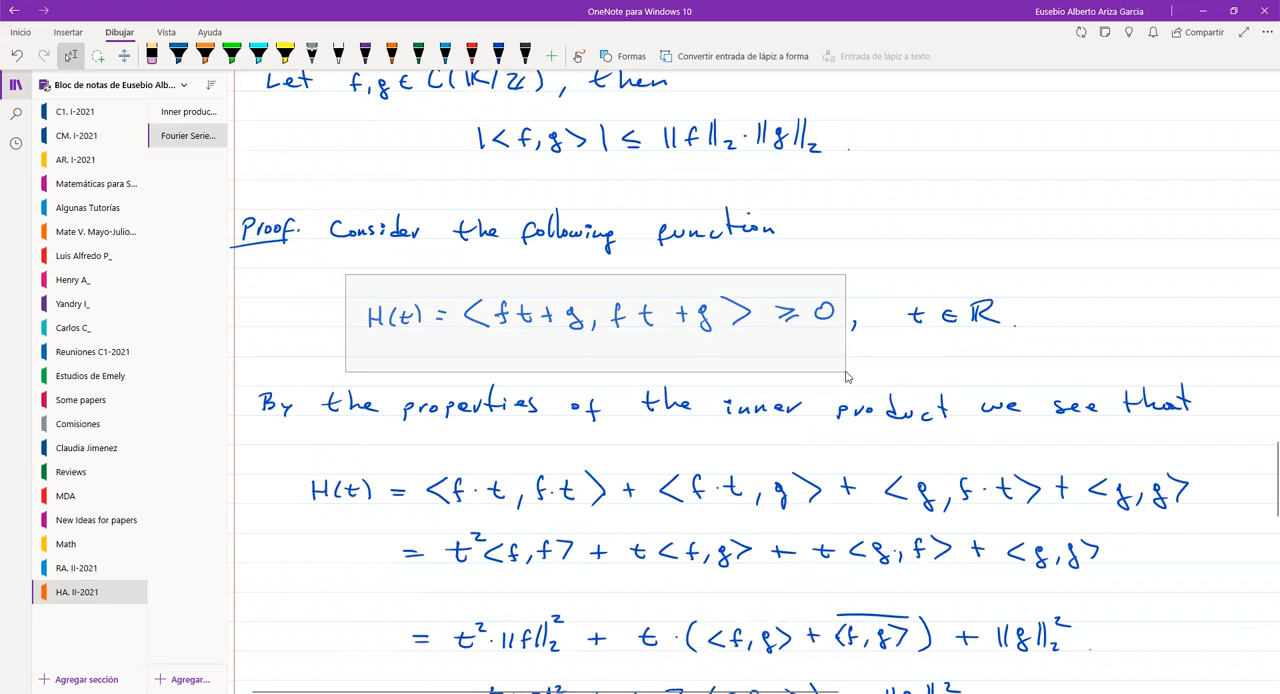 OneNote para Windows 10
Eusebio Alberto Ariza Garcia
Inicio Insertar Dibujar Vista Ayuda
Compartir
Formas Convertir entrada de lápiz a forma Entrada de lápiz a texto
Bloc de notas de Eusebio Alb...
C1. I-2021
CM. I-2021
AR. I-2021
Matemáticas para S...
Algunas Tutorías
Mate V. Mayo-Julio...
Luis Alfredo P_
Henry A_
Yandry I_
Carlos C_
Reuniones C1-2021
Estudios de Emely
Some papers
Comisiones
Claudia Jimenez
Reviews
MDA
New Ideas for papers
Math
RA. II-2021
HA. II-2021
Agregar sección
Inner produc...
Fourier Serie...
Agregar...
Let f,g ∈ C(ℝ/ℤ), then
|<f,g>| ≤ ||f||₂·||g||₂.
Proof. Consider the following function
H(t) = <ft+g, ft+g> ≥ 0, t ∈ ℝ.
By the properties of the inner product we see that
H(t) = <f·t, f·t> + <f·t, g> + <g, f·t> + <g,g>
= t²<f,f> + t<f,g> + t<g,f> + <g,g>
= t²·||f||₂² + t·(<f,g> + \overline{<f,g>}) + ||g||₂².